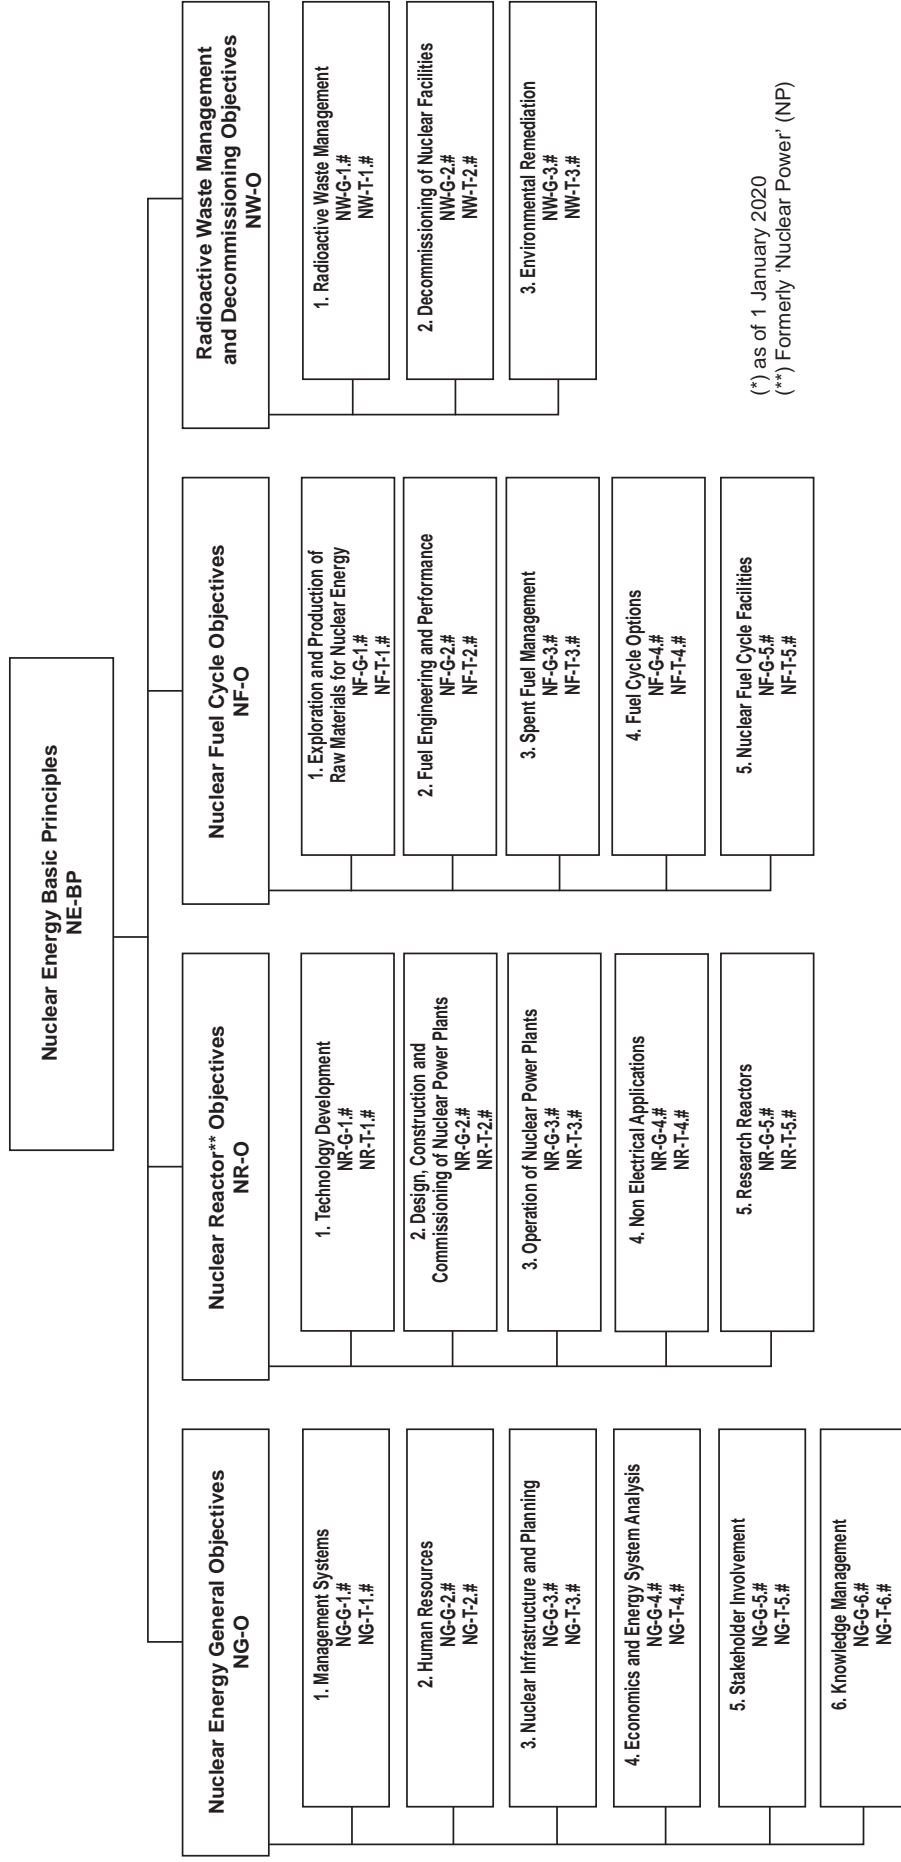 Nuclear Energy Basic Principles
NE-BP
Nuclear Energy General Objectives
NG-O
1. Management Systems
NG-G-1.#
NG-T-1.#
2. Human Resources
NG-G-2.#
NG-T-2.#
3. Nuclear Infrastructure and Planning
NG-G-3.#
NG-T-3.#
4. Economics and Energy System Analysis
NG-G-4.#
NG-T-4.#
5. Stakeholder Involvement
NG-G-5.#
NG-T-5.#
6. Knowledge Management
NG-G-6.#
NG-T-6.#
Nuclear Reactor** Objectives
NR-O
1. Technology Development
NR-G-1.#
NR-T-1.#
2. Design, Construction and
Commissioning of Nuclear Power Plants
NR-G-2.#
NR-T-2.#
3. Operation of Nuclear Power Plants
NR-G-3.#
NR-T-3.#
4. Non Electrical Applications
NR-G-4.#
NR-T-4.#
5. Research Reactors
NR-G-5.#
NR-T-5.#
Nuclear Fuel Cycle Objectives
NF-O
1. Exploration and Production of
Raw Materials for Nuclear Energy
NF-G-1.#
NF-T-1.#
2. Fuel Engineering and Performance
NF-G-2.#
NF-T-2.#
3. Spent Fuel Management
NF-G-3.#
NF-T-3.#
4. Fuel Cycle Options
NF-G-4.#
NF-T-4.#
5. Nuclear Fuel Cycle Facilities
NF-G-5.#
NF-T-5.#
Radioactive Waste Management
and Decommissioning Objectives
NW-O
1. Radioactive Waste Management
NW-G-1.#
NW-T-1.#
2. Decommissioning of Nuclear Facilities
NW-G-2.#
NW-T-2.#
3. Environmental Remediation
NW-G-3.#
NW-T-3.#
(*) as of 1 January 2020
(**) Formerly ‘Nuclear Power’ (NP)